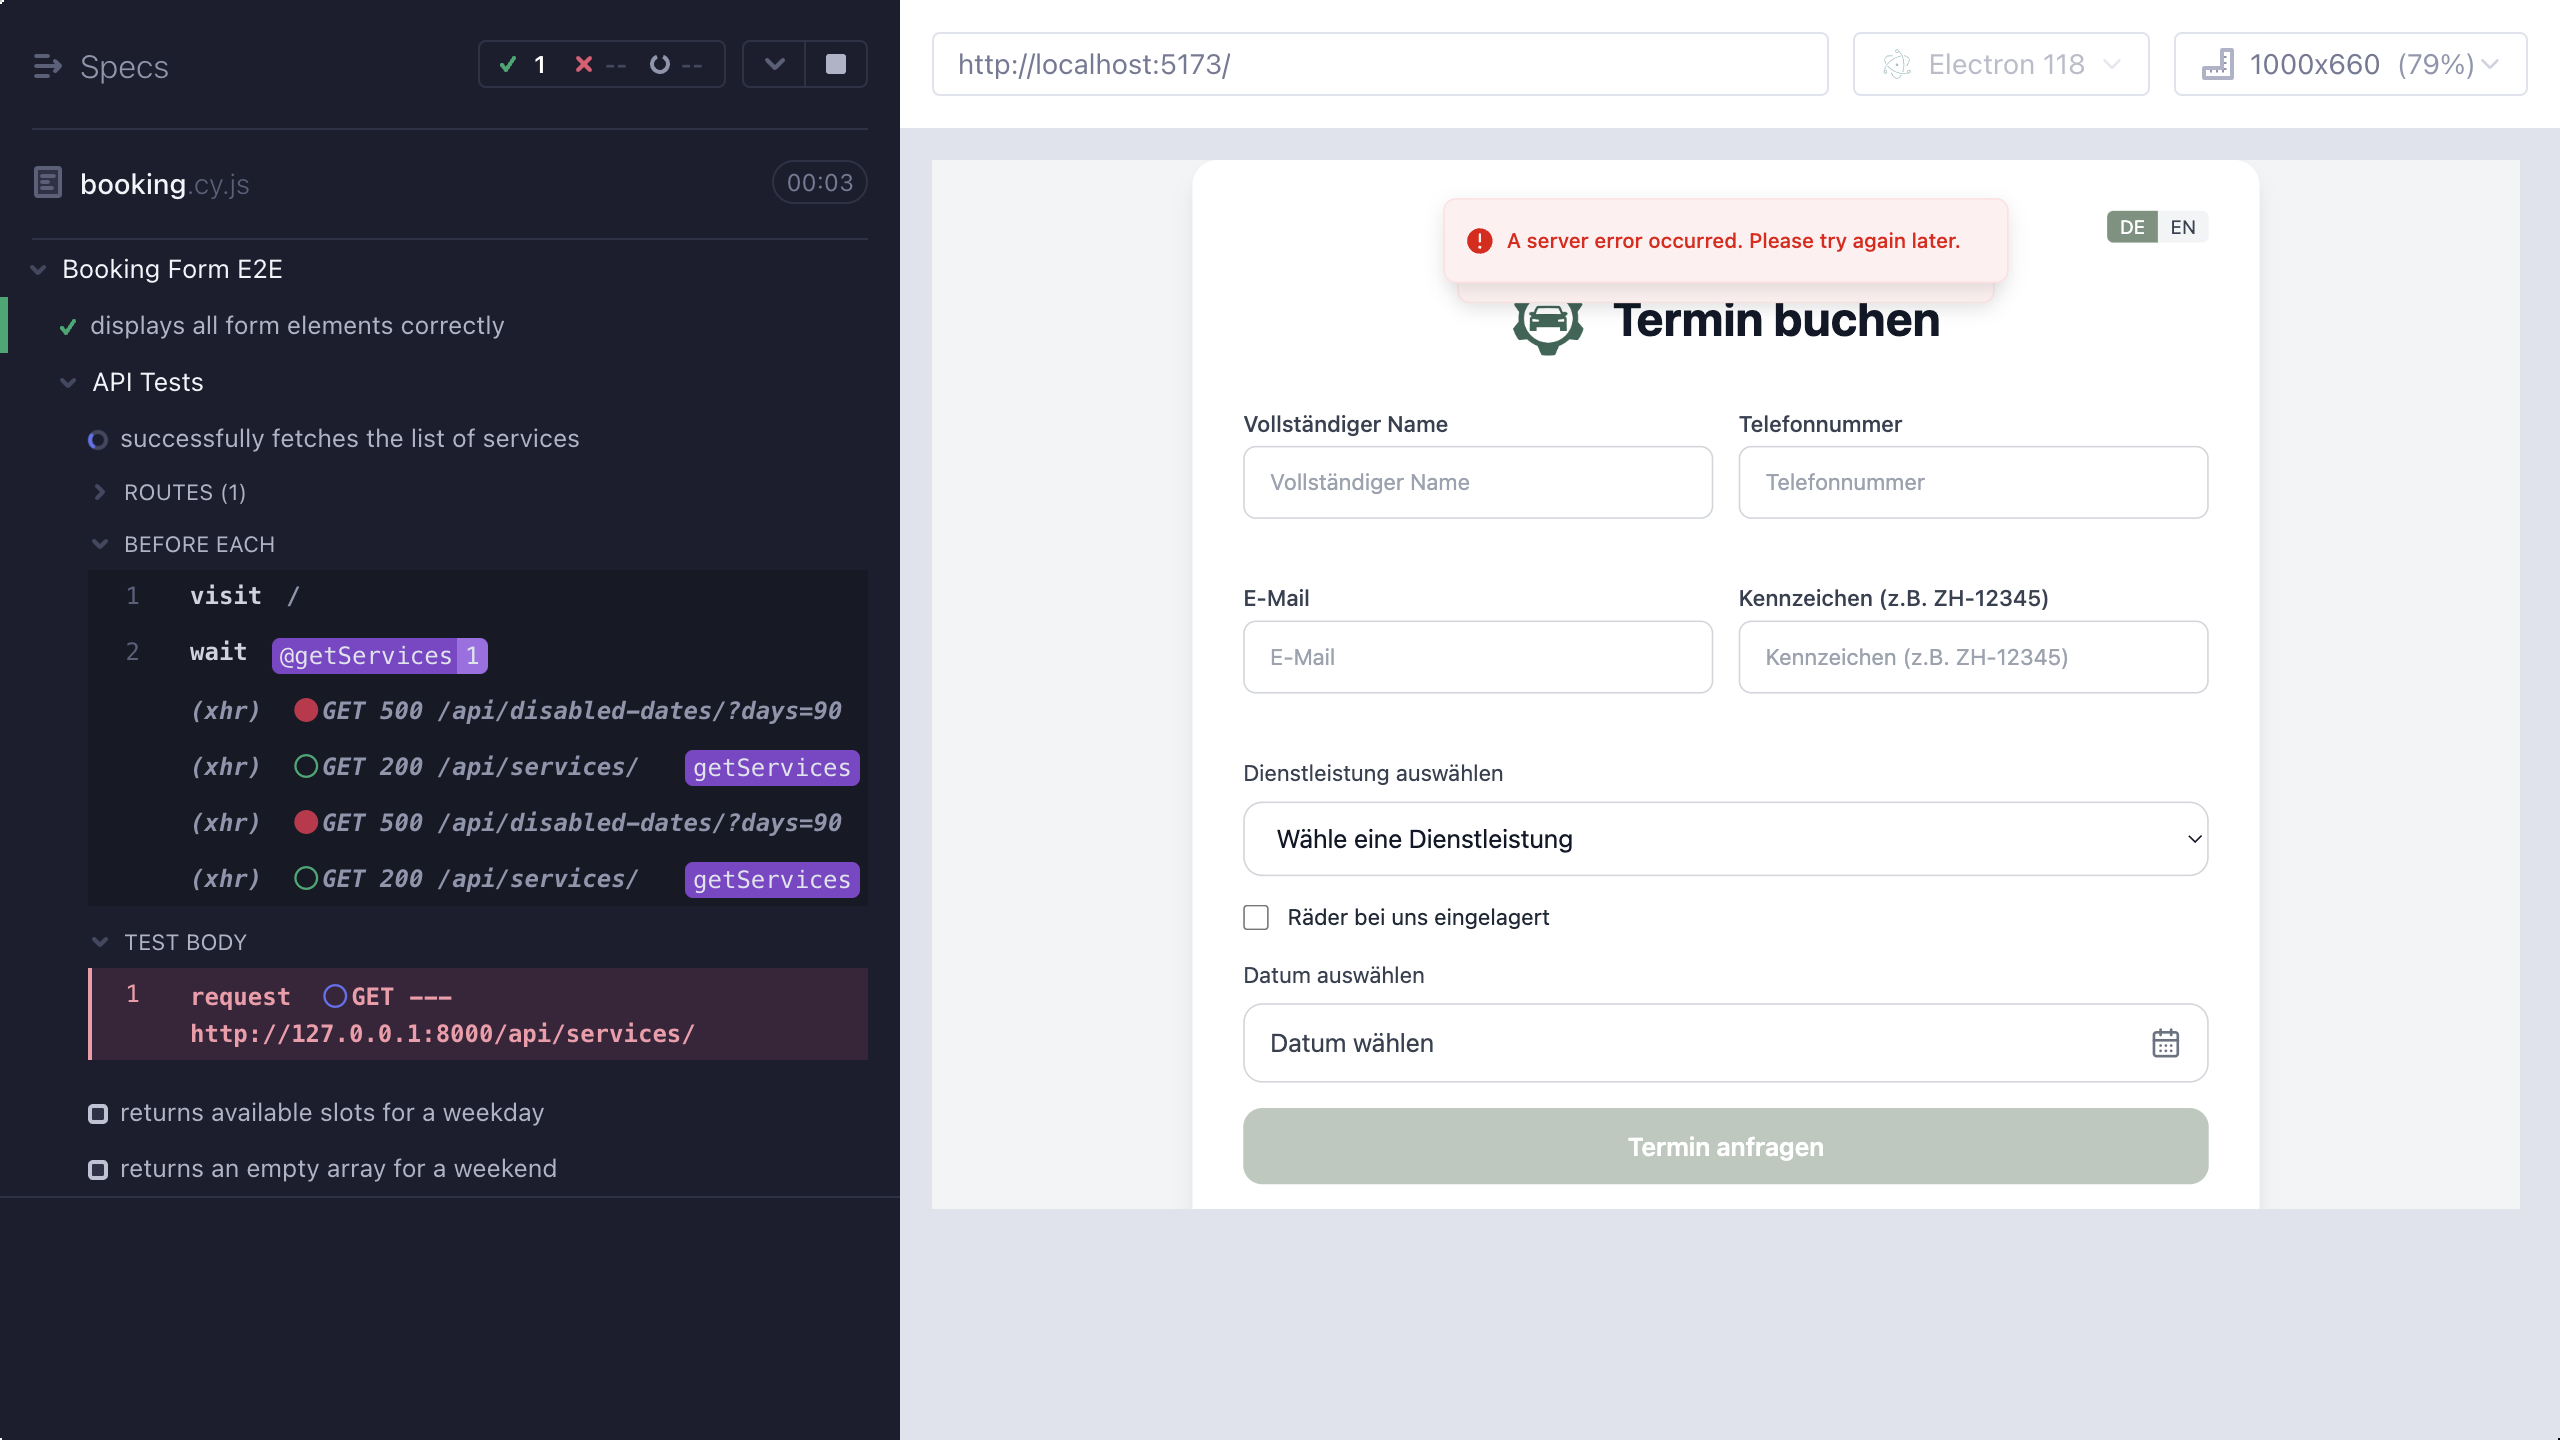 Specs
1 -- --
booking.cy.js
00:03
Booking Form E2E
displays all form elements correctly
API Tests
successfully fetches the list of services
ROUTES (1)
BEFORE EACH
1 visit /
2 wait @getServices 1
(xhr) GET 500 /api/disabled-dates/?days=90
(xhr) GET 200 /api/services/ getServices
(xhr) GET 500 /api/disabled-dates/?days=90
(xhr) GET 200 /api/services/ getServices
TEST BODY
1 request GET ---
http://127.0.0.1:8000/api/services/
returns available slots for a weekday
returns an empty array for a weekend
http://localhost:5173/
Electron 118
1000x660 (79%)
A server error occurred. Please try again later.
DE EN
Termin buchen
Vollständiger Name
Vollständiger Name
Telefonnummer
Telefonnummer
E-Mail
E-Mail
Kennzeichen (z.B. ZH-12345)
Kennzeichen (z.B. ZH-12345)
Dienstleistung auswählen
Wähle eine Dienstleistung
Räder bei uns eingelagert
Datum auswählen
Datum wählen
Termin anfragen